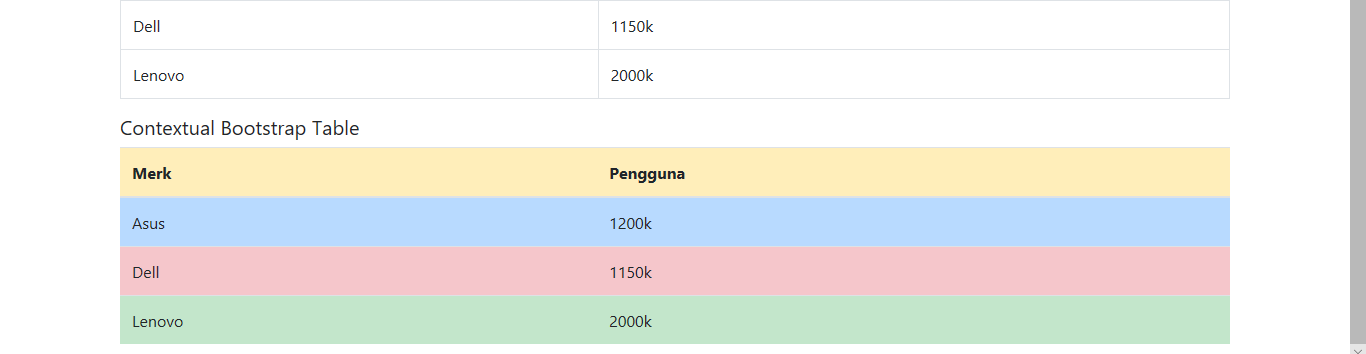 Dell 1150k
Lenovo 2000k
Contextual Bootstrap Table
Merk Pengguna
Asus 1200k
Dell 1150k
Lenovo 2000k